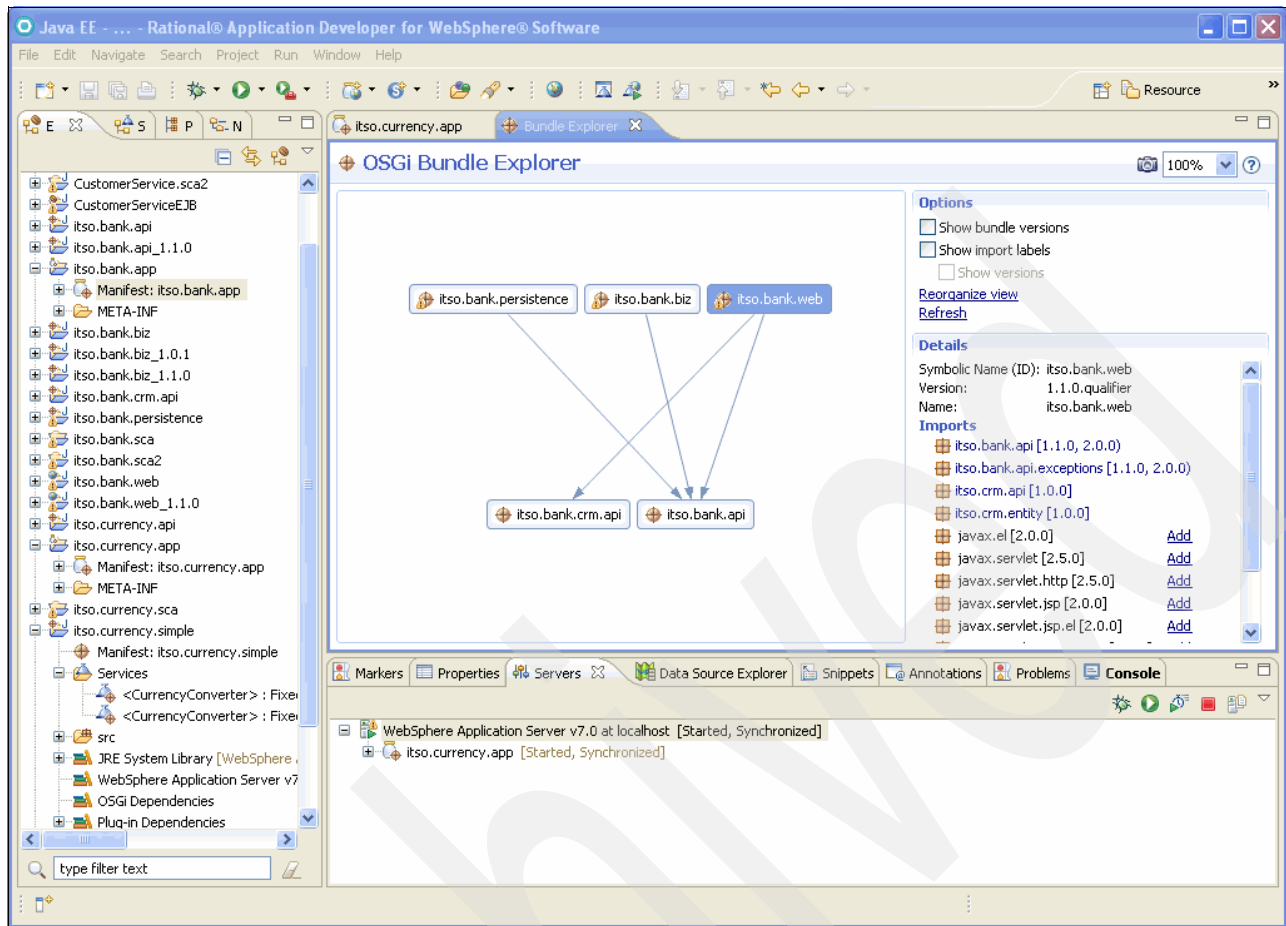 Java EE - ... - Rational® Application Developer for WebSphere® Software
File Edit Navigate Search Project Run Window Help
Resource
E S P N
CustomerService.sca2
CustomerServiceEJB
itso.bank.api
itso.bank.api_1.1.0
itso.bank.app
Manifest: itso.bank.app
META-INF
itso.bank.biz
itso.bank.biz_1.0.1
itso.bank.biz_1.1.0
itso.bank.crm.api
itso.bank.persistence
itso.bank.sca
itso.bank.sca2
itso.bank.web
itso.bank.web_1.1.0
itso.currency.api
itso.currency.app
Manifest: itso.currency.app
META-INF
itso.currency.sca
itso.currency.simple
Manifest: itso.currency.simple
Services
<CurrencyConverter> : Fixe
<CurrencyConverter> : Fixe
src
JRE System Library [WebSphere
WebSphere Application Server v7
OSGi Dependencies
Plug-in Dependencies
type filter text
itso.currency.app Bundle Explorer
OSGi Bundle Explorer
100%
itso.bank.persistence itso.bank.biz itso.bank.web
itso.bank.crm.api itso.bank.api
Options
Show bundle versions
Show import labels
Show versions
Reorganize view
Refresh
Details
Symbolic Name (ID): itso.bank.web
Version: 1.1.0.qualifier
Name: itso.bank.web
Imports
itso.bank.api [1.1.0, 2.0.0)
itso.bank.api.exceptions [1.1.0, 2.0.0)
itso.crm.api [1.0.0]
itso.crm.entity [1.0.0]
javax.el [2.0.0] Add
javax.servlet [2.5.0] Add
javax.servlet.http [2.5.0] Add
javax.servlet.jsp [2.0.0] Add
javax.servlet.jsp.el [2.0.0] Add
Markers Properties Servers Data Source Explorer Snippets Annotations Problems Console
WebSphere Application Server v7.0 at localhost [Started, Synchronized]
itso.currency.app [Started, Synchronized]